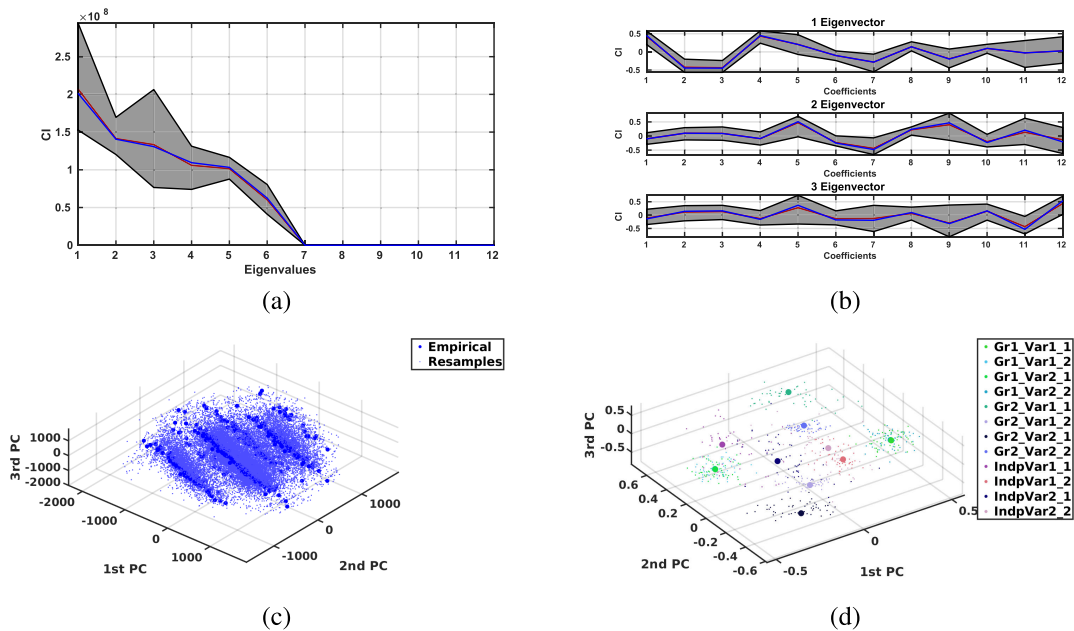 ×10 8
2.5
2
1.5
1
0.5
0
CI
1 2 3 4 5 6 7 8 9 10 11 12
Eigenvalues
(a)
1 Eigenvector
0.5
0
-0.5
CI
1 2 3 4 5 6 7 8 9 10 11 12
Coefficients
2 Eigenvector
0.5
0
-0.5
CI
1 2 3 4 5 6 7 8 9 10 11 12
Coefficients
3 Eigenvector
0.5
0
-0.5
CI
1 2 3 4 5 6 7 8 9 10 11 12
Coefficients
(b)
Empirical
Resamples
1000
0
-1000
-2000
3rd PC
-2000
-1000
0
1000
1st PC
-1000
0
1000
2nd PC
(c)
Gr1_Var1_1
Gr1_Var1_2
Gr1_Var2_1
Gr1_Var2_2
Gr2_Var1_1
Gr2_Var1_2
Gr2_Var2_1
Gr2_Var2_2
IndpVar1_1
IndpVar1_2
IndpVar2_1
IndpVar2_2
0.5
0
-0.5
3rd PC
0.6
0.4
0.2
0
-0.2
-0.4
-0.6
2nd PC
-0.5
0
0.5
1st PC
(d)